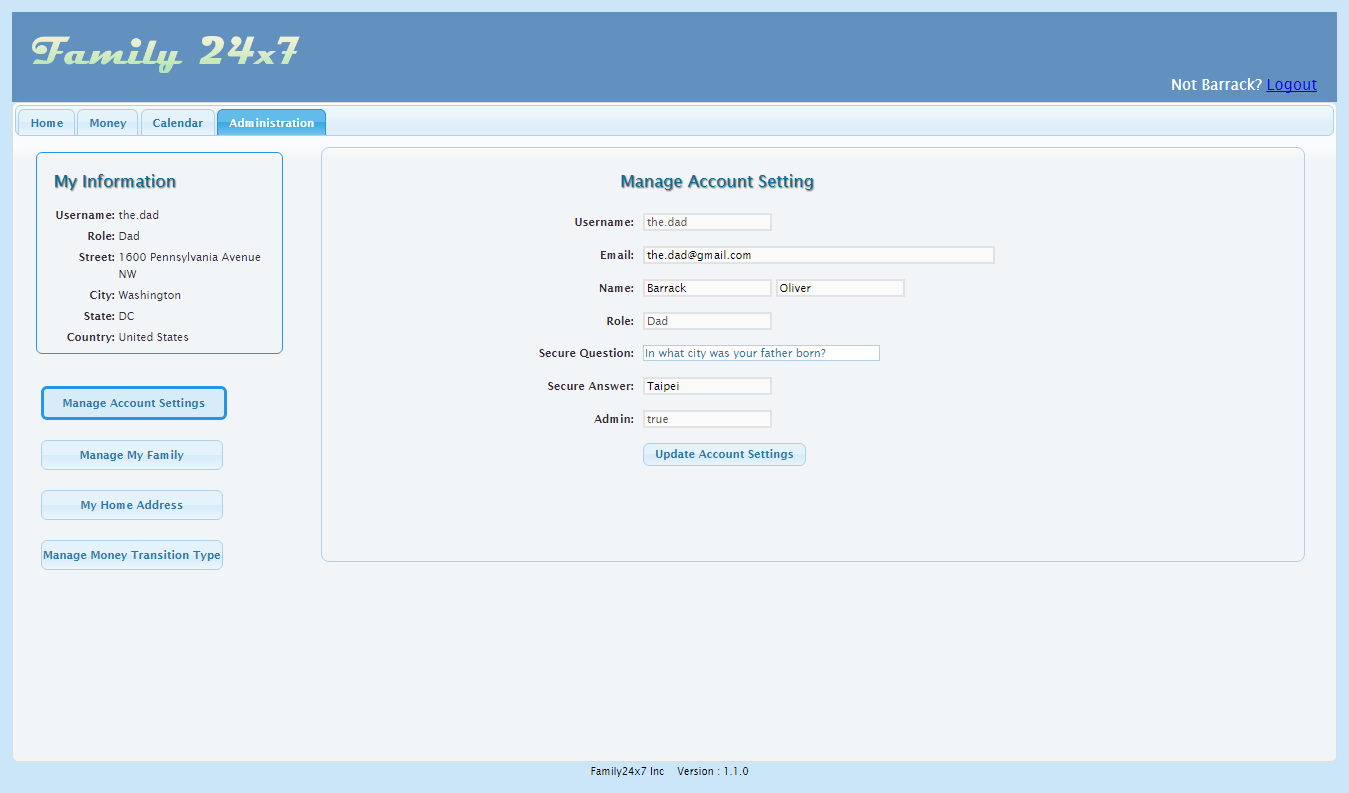 Family 24x7
Not Barrack? Logout
Home Money Calendar Administration
My Information
Username: the.dad
Role: Dad
Street: 1600 Pennsylvania Avenue
NW
City: Washington
State: DC
Country: United States
Manage Account Settings
Manage My Family
My Home Address
Manage Money Transition Type
Manage Account Setting
Username: the.dad
Email: the.dad@gmail.com
Name: Barrack Oliver
Role: Dad
Secure Question: In what city was your father born?
Secure Answer: Taipei
Admin: true
Update Account Settings
Family24x7 Inc Version : 1.1.0